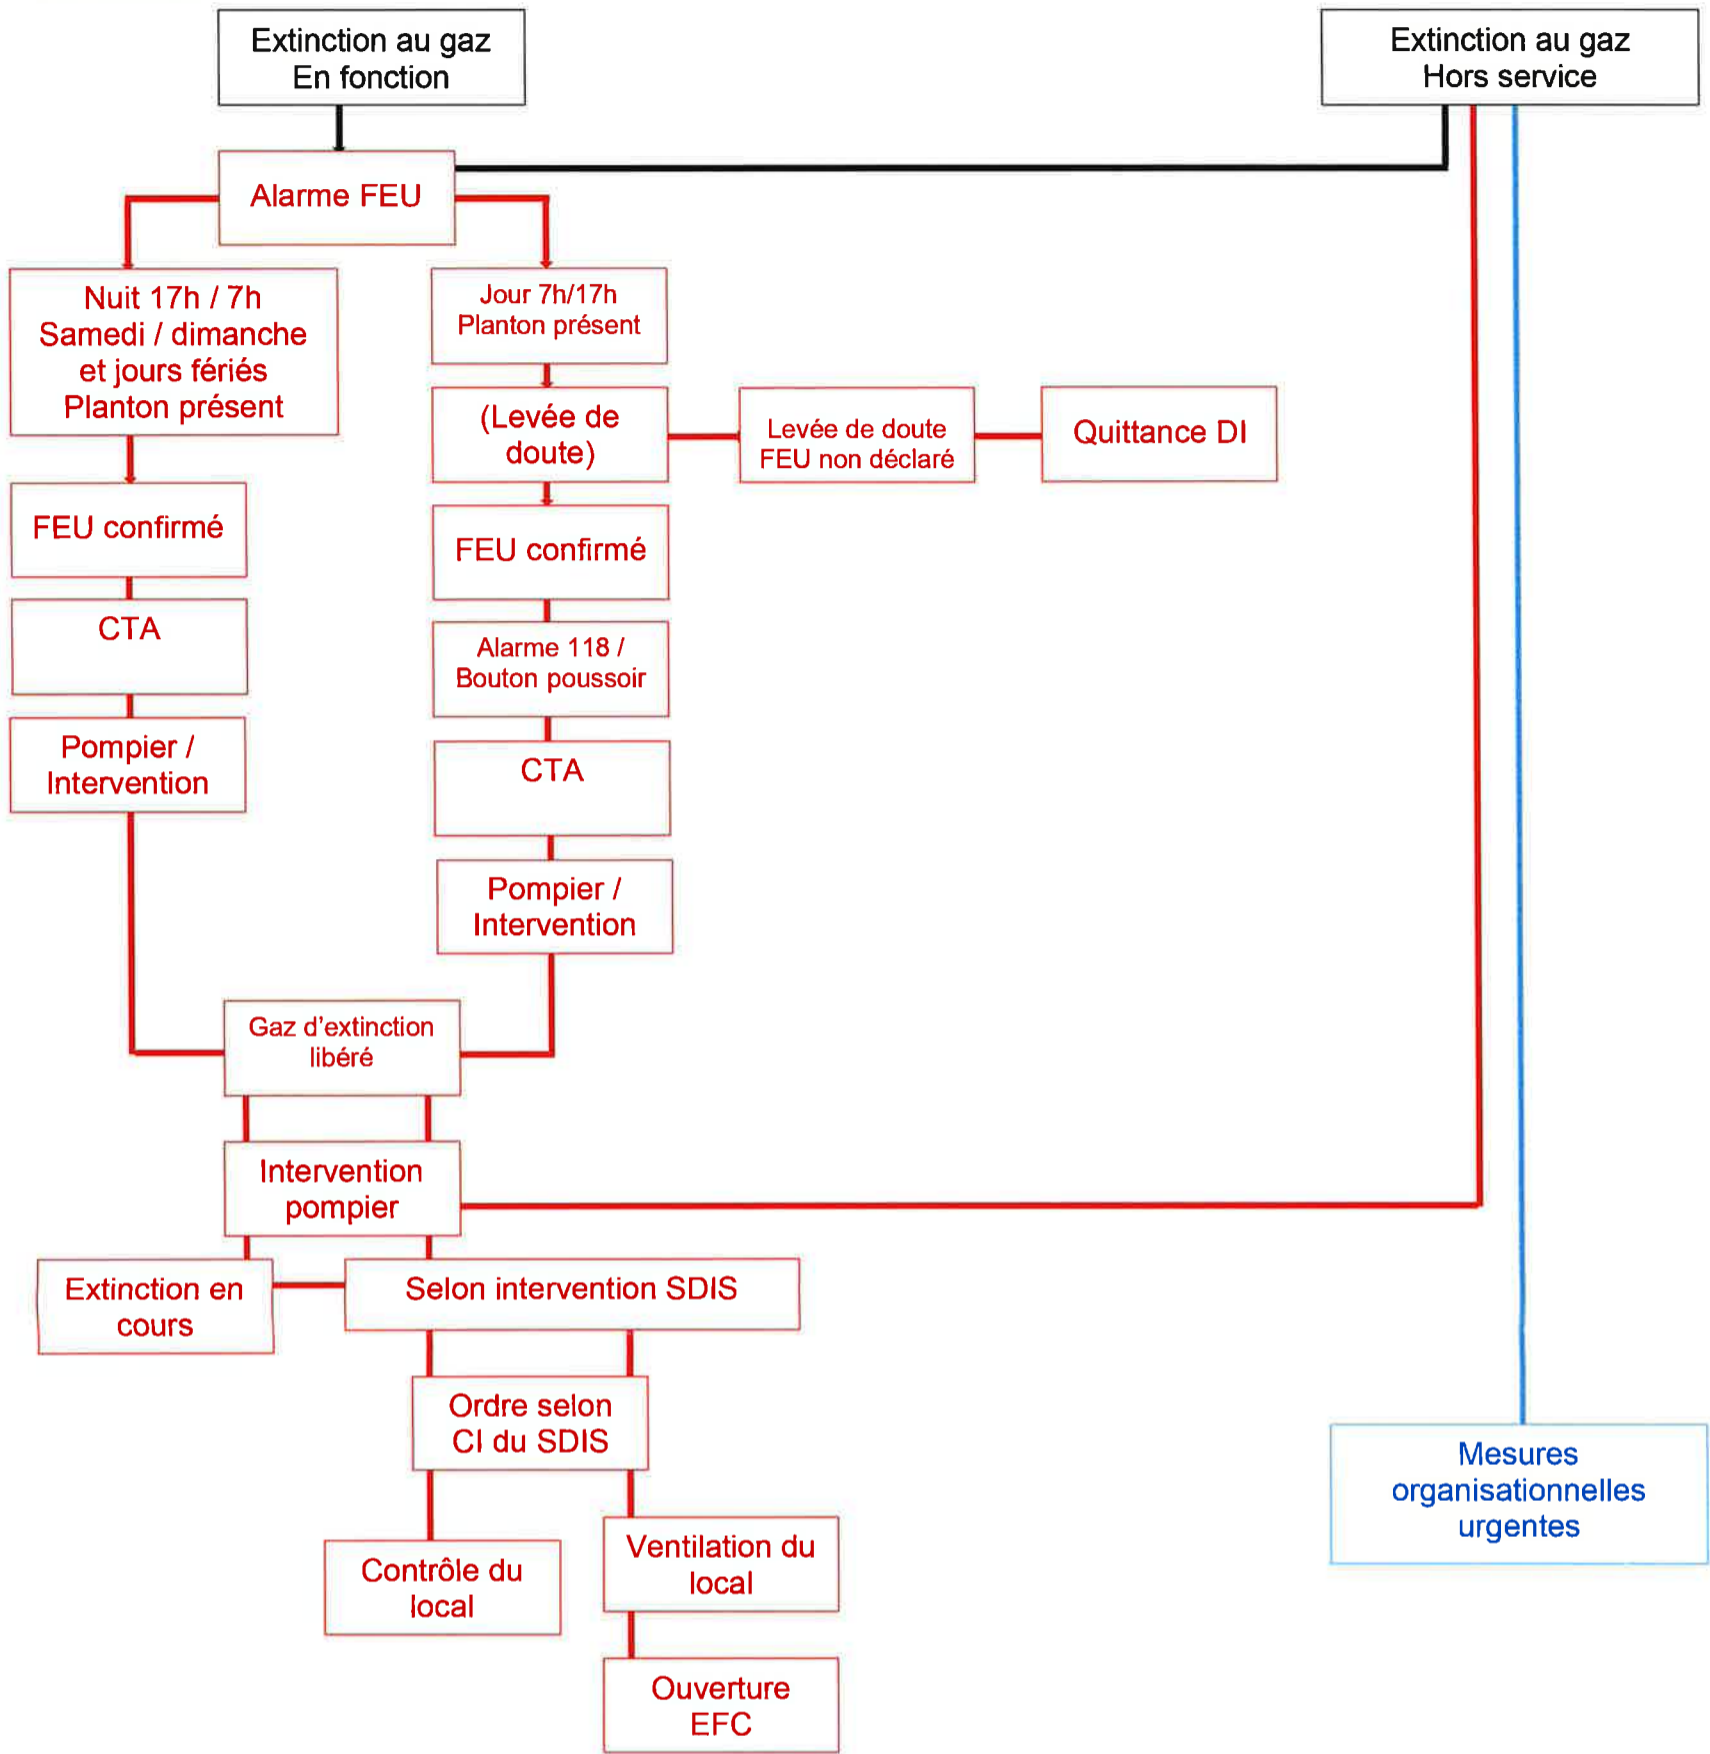 Extinction au gaz
En fonction
Extinction au gaz
Hors service
Alarme FEU
Nuit 17h / 7h
Samedi / dimanche
et jours fériés
Planton présent
Jour 7h/17h
Planton présent
(Levée de
doute)
Levée de doute
FEU non déclaré
Quittance DI
FEU confirmé
FEU confirmé
CTA
Alarme 118 /
Bouton poussoir
Pompier /
Intervention
CTA
Pompier /
Intervention
Gaz d'extinction
libéré
Intervention
pompier
Extinction en
cours
Selon intervention SDIS
Ordre selon
CI du SDIS
Mesures
organisationnelles
urgentes
Contrôle du
local
Ventilation du
local
Ouverture
EFC